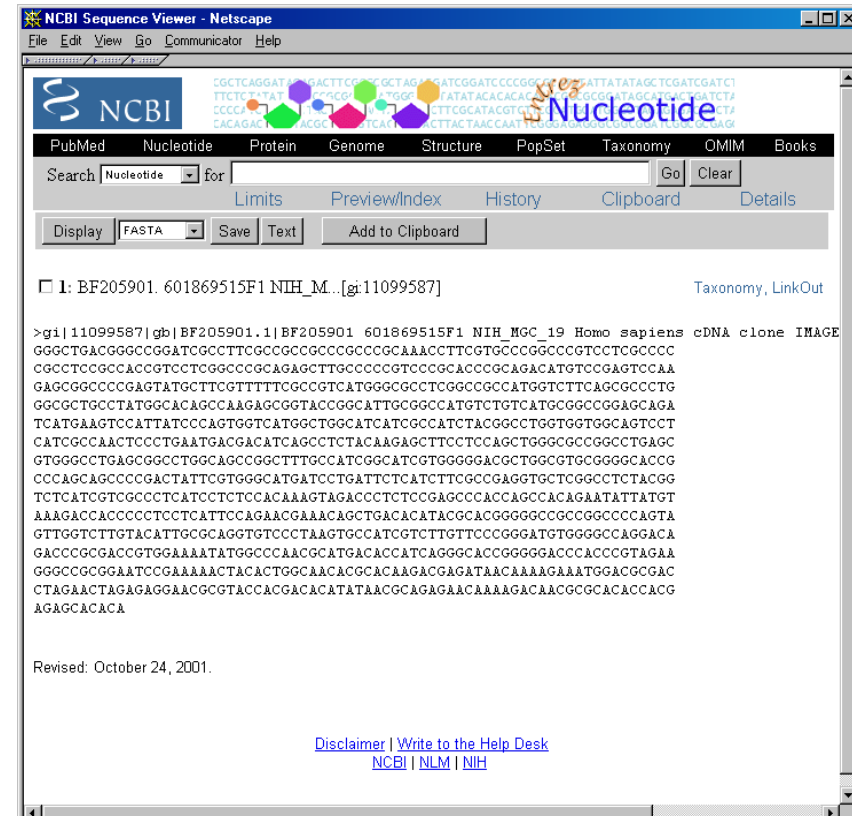 NCBI Sequence Viewer - Netscape
File Edit View Go Communicator Help
NCBI
Entrez Nucleotide
PubMed Nucleotide Protein Genome Structure PopSet Taxonomy OMIM Books
Search Nucleotide for Go Clear
Limits Preview/Index History Clipboard Details
Display FASTA Save Text Add to Clipboard
1: BF205901. 601869515F1 NIH_M...[gi:11099587] Taxonomy, LinkOut
>gi|11099587|gb|BF205901.1|BF205901 601869515F1 NIH_MGC_19 Homo sapiens cDNA clone IMAGE
GGGCTGACGGGCCGGATCGCCTTCGCCGCCGCCCGCCCGCAAACCTTCGTGCCCGGCCCGTCCTCGCCCC
CGCCTCCGCCACCGTCCTCGGCCCGCAGAGCTTGCCCCCGTCCCGCACCCGCAGACATGTCCGAGTCCAA
GAGCGGCCCCGAGTATGCTTCGTTTTTCGCCGTCATGGGCGCCTCGGCCGCCATGGTCTTCAGCGCCCTG
GGCGCTGCCTATGGCACAGCCAAGAGCGGTACCGGCATTGCGGCCATGTCTGTCATGCGGCCGGAGCAGA
TCATGAAGTCCATTATCCCAGTGGTCATGGCTGGCATCATCGCCATCTACGGCCTGGTGGTGGCAGTCCT
CATCGCCAACTCCCTGAATGACGACATCAGCCTCTACAAGAGCTTCCTCCAGCTGGGCGCCGGCCTGAGC
GTGGGCCTGAGCGGCCTGGCAGCCGGCTTTGCCATCGGCATCGTGGGGGACGCTGGCGTGCGGGGCACCG
CCCAGCAGCCCCGACTATTCGTGGGCATGATCCTGATTCTCATCTTCGCCGAGGTGCTCGGCCTCTACGG
TCTCATCGTCGCCCTCATCCTCTCCACAAAGTAGACCCTCTCCGAGCCCACCAGCCACAGAATATTATGT
AAAGACCACCCCCTCCTCATTCCAGAACGAAACAGCTGACACATACGCACGGGGGCCGCCGGCCCCAGTA
GTTGGTCTTGTACATTGCGCAGGTGTCCCTAAGTGCCATCGTCTTGTTCCCGGGATGTGGGGCCAGGACA
GACCCGCGACCGTGGAAAATATGGCCCAACGCATGACACCATCAGGGCACCGGGGGACCCACCCGTAGAA
GGGCCGCGGAATCCGAAAAACTACACTGGCAACACGCACAAGACGAGATAACAAAAGAAATGGACGCGAC
CTAGAACTAGAGAGGAACGCGTACCACGACACATATAACGCAGAGAACAAAAGACAACGCGCACACCACG
AGAGCACACA
Revised: October 24, 2001.
Disclaimer | Write to the Help Desk
NCBI | NLM | NIH